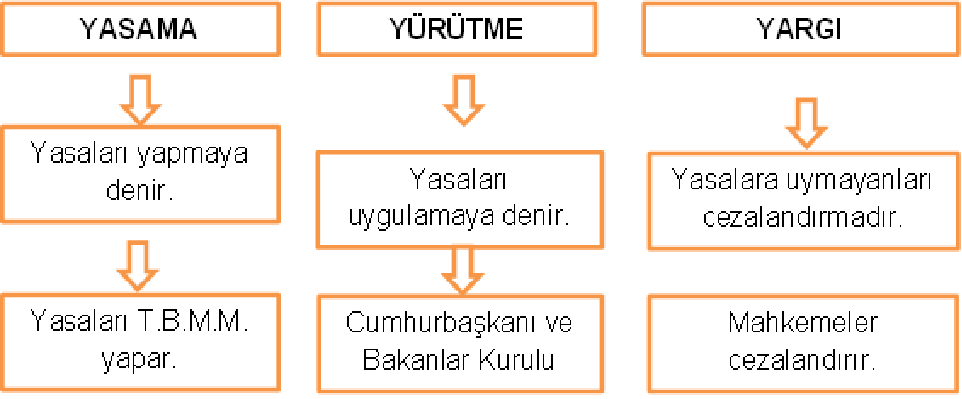 YASAMA
Yasaları yapmaya
denir.
Yasaları T.B.M.M.
yapar.
YÜRÜTME
Yasaları
uygulamaya denir.
Cumhurbaşkanı ve
Bakanlar Kurulu
YARGI
Yasalara uymayanları
cezalandırmadır.
Mahkemeler
cezalandırır.